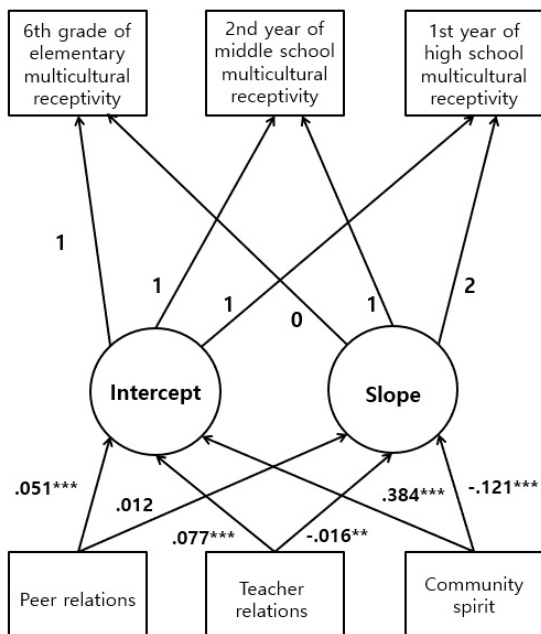 6th grade of
elementary
multicultural
receptivity
2nd year of
middle school
multicultural
receptivity
1st year of
high school
multicultural
receptivity
1
1
1
0
1
2
Intercept
Slope
.051***
.012
.077***
-.016**
.384***
-.121***
Peer relations
Teacher
relations
Community
spirit